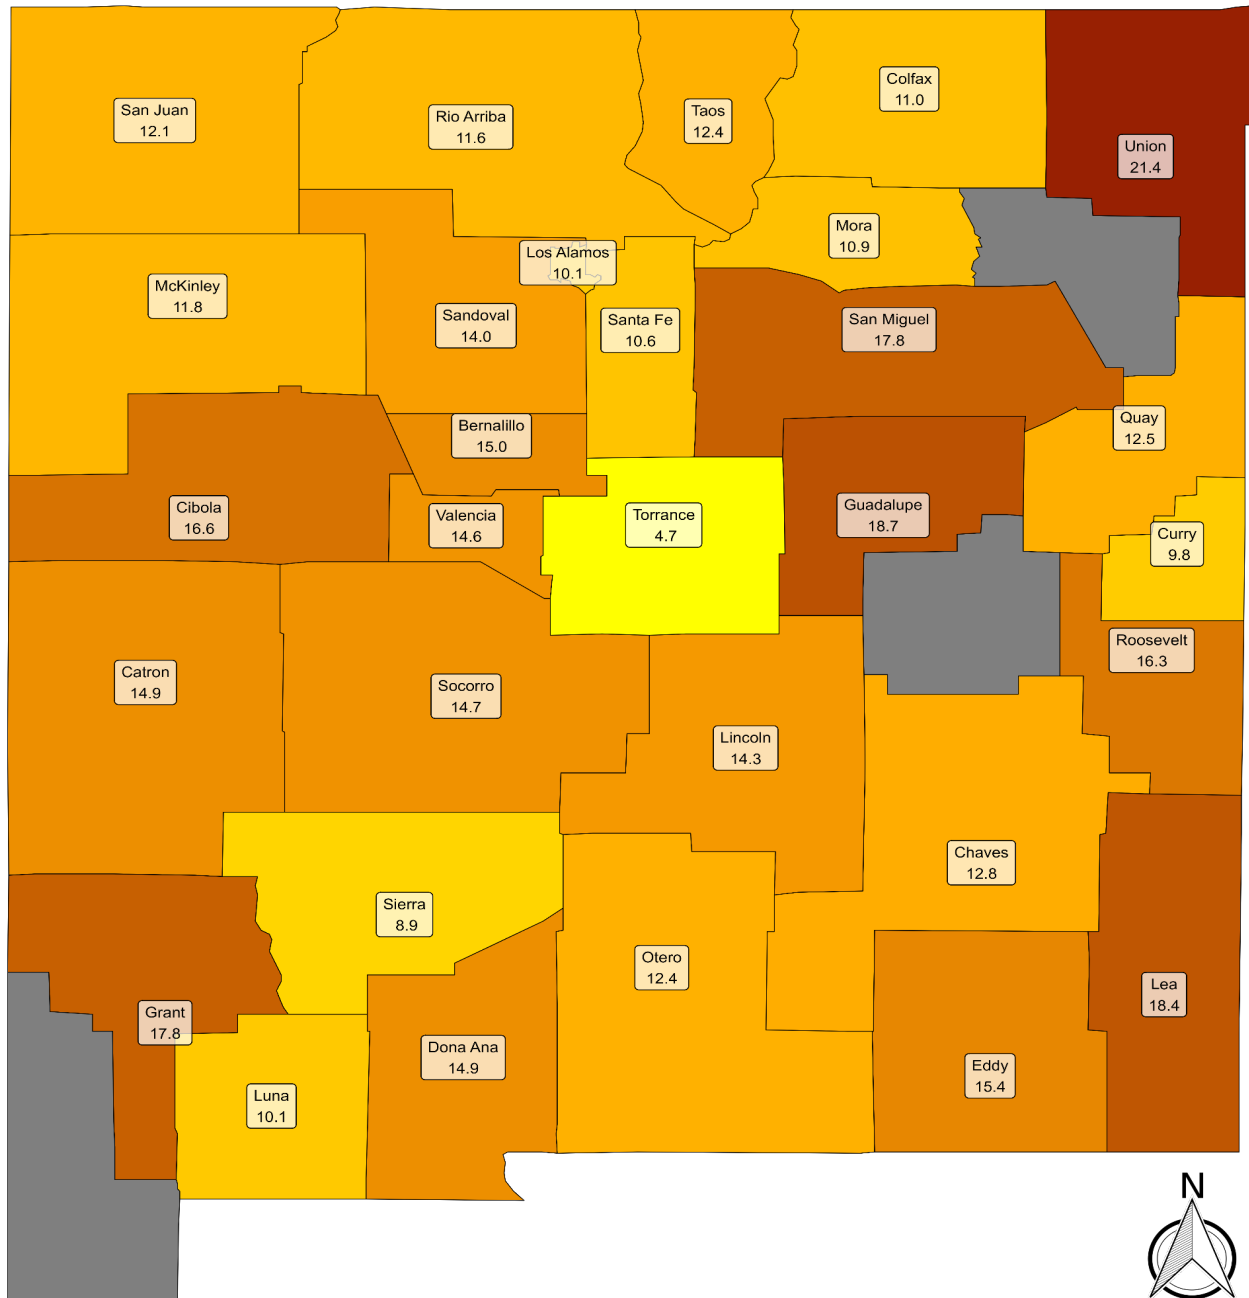 San Juan
12.1
Rio Arriba
11.6
Taos
12.4
Colfax
11.0
Union
21.4
McKinley
11.8
Sandoval
14.0
Los Alamos
10.1
Santa Fe
10.6
Mora
10.9
San Miguel
17.8
Bernalillo
15.0
Quay
12.5
Cibola
16.6
Valencia
14.6
Torrance
4.7
Guadalupe
18.7
Curry
9.8
Catron
14.9
Socorro
14.7
Lincoln
14.3
Roosevelt
16.3
Sierra
8.9
Otero
12.4
Chaves
12.8
Grant
17.8
Luna
10.1
Dona Ana
14.9
Eddy
15.4
Lea
18.4
N